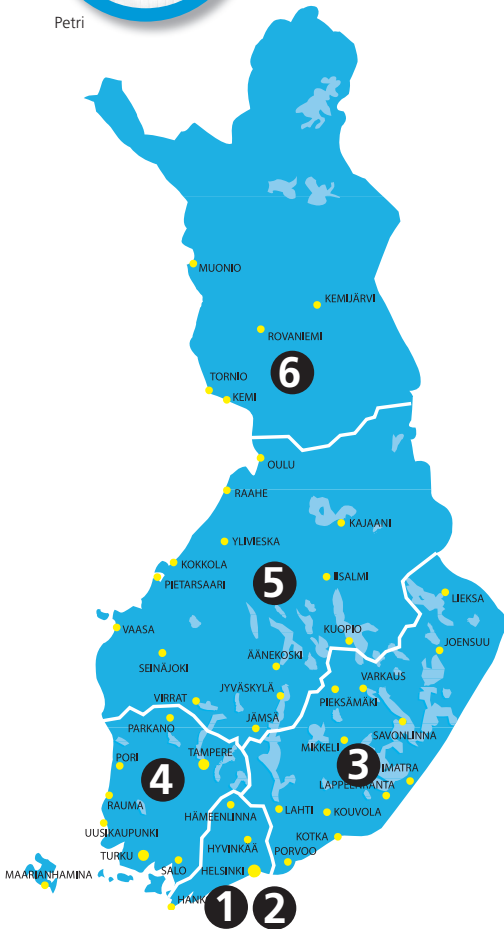 Petri
MUONIO
KEMIJÄRVI
ROVANIEMI
6
TORNIO
KEMI
OULU
RAAHE
KAJAANI
YLIVIESKA
KOKKOLA
5
IISALMI
PIETARSAARI
LIEKSA
VAASA
KUOPIO
JOENSUU
SEINÄJOKI
ÄÄNEKOSKI
VARKAUS
VIRRAT
JYVÄSKYLÄ
PIEKSÄMÄKI
PARKANO
JÄMSÄ
SAVONLINNA
MIKKELI
PORI
TAMPERE
4
3
IMATRA
LAPPEENRANTA
RAUMA
HÄMEENLINNA
LAHTI
KOUVOLA
UUSIKAUPUNKI
KOTKA
HYVINKÄÄ
PORVOO
TURKU
SALO
HELSINKI
MAARIANHAMINA
HANK
1
2